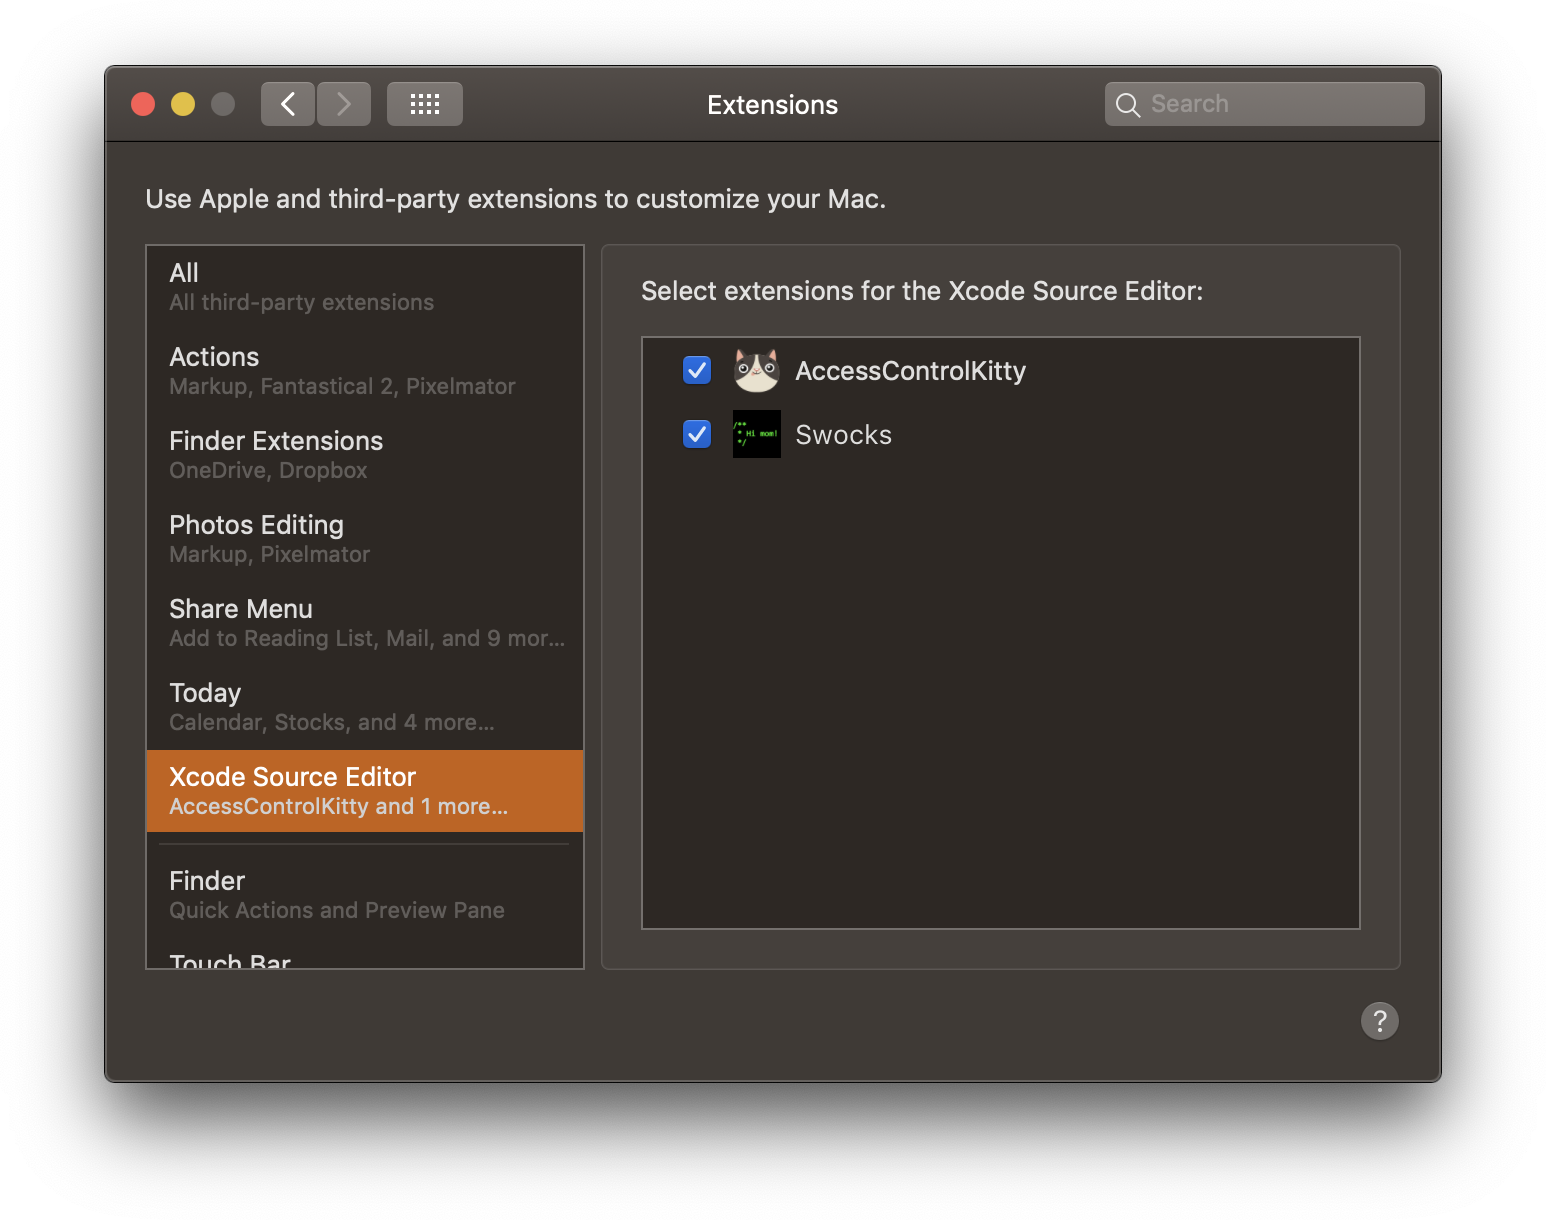 Extensions
Search
Use Apple and third-party extensions to customize your Mac.
All
All third-party extensions
Actions
Markup, Fantastical 2, Pixelmator
Finder Extensions
OneDrive, Dropbox
Photos Editing
Markup, Pixelmator
Share Menu
Add to Reading List, Mail, and 9 mor...
Today
Calendar, Stocks, and 4 more...
Xcode Source Editor
AccessControlKitty and 1 more...
Finder
Quick Actions and Preview Pane
Touch Bar
Select extensions for the Xcode Source Editor:
AccessControlKitty
/**
* Hi mom!
*/
Swocks
?